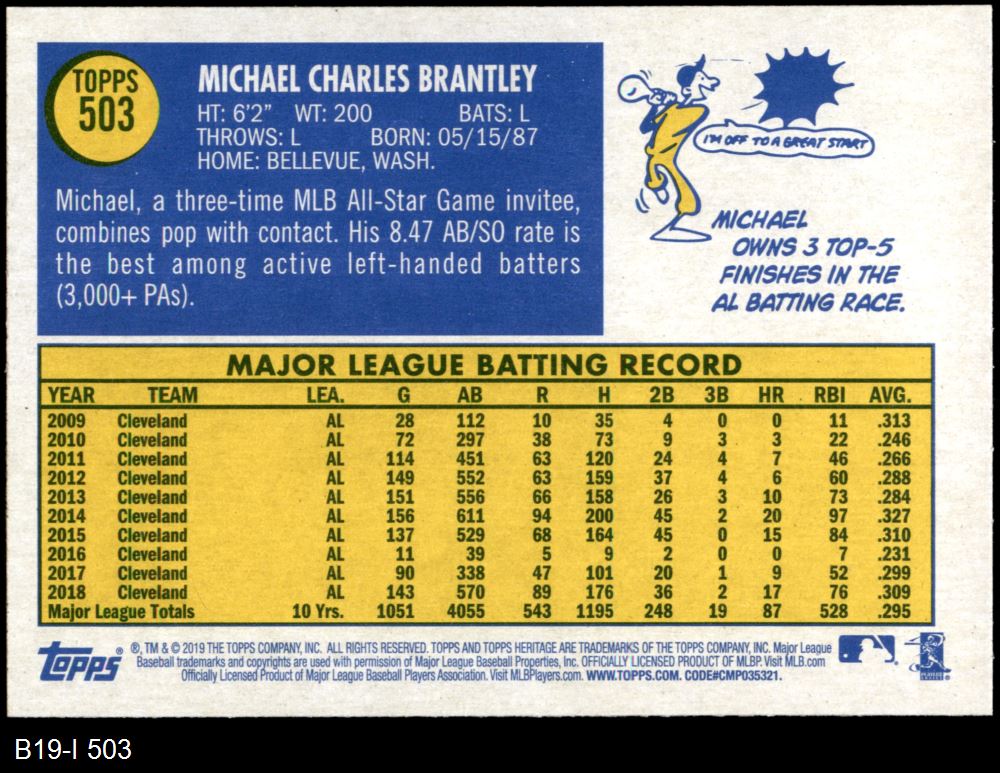 TOPPS
503
MICHAEL CHARLES BRANTLEY
HT: 6'2" WT: 200 BATS: L
THROWS: L BORN: 05/15/87
HOME: BELLEVUE, WASH.
Michael, a three-time MLB All-Star Game invitee,
combines pop with contact. His 8.47 AB/SO rate is
the best among active left-handed batters
(3,000+ PAs).
I'M OFF TO A GREAT START
MICHAEL
OWNS 3 TOP-5
FINISHES IN THE
AL BATTING RACE.
MAJOR LEAGUE BATTING RECORD
YEAR TEAM LEA. G AB R H 2B 3B HR RBI AVG.
2009 Cleveland AL 28 112 10 35 4 0 0 11 .313
2010 Cleveland AL 72 297 38 73 9 3 3 22 .246
2011 Cleveland AL 114 451 63 120 24 4 7 46 .266
2012 Cleveland AL 149 552 63 159 37 4 6 60 .288
2013 Cleveland AL 151 556 66 158 26 3 10 73 .284
2014 Cleveland AL 156 611 94 200 45 2 20 97 .327
2015 Cleveland AL 137 529 68 164 45 0 15 84 .310
2016 Cleveland AL 11 39 5 9 2 0 0 7 .231
2017 Cleveland AL 90 338 47 101 20 1 9 52 .299
2018 Cleveland AL 143 570 89 176 36 2 17 76 .309
Major League Totals 10 Yrs. 1051 4055 543 1195 248 19 87 528 .295
Topps ® ®, TM & © 2019 THE TOPPS COMPANY, INC. ALL RIGHTS RESERVED. TOPPS AND TOPPS HERITAGE ARE TRADEMARKS OF THE TOPPS COMPANY, INC. Major League
Baseball trademarks and copyrights are used with permission of Major League Baseball Properties, Inc. OFFICIALLY LICENSED PRODUCT OF MLBP. Visit MLB.com
Officially Licensed Product of Major League Baseball Players Association. Visit MLBPlayers.com. WWW.TOPPS.COM. CODE#CMP035321.
B19-I 503